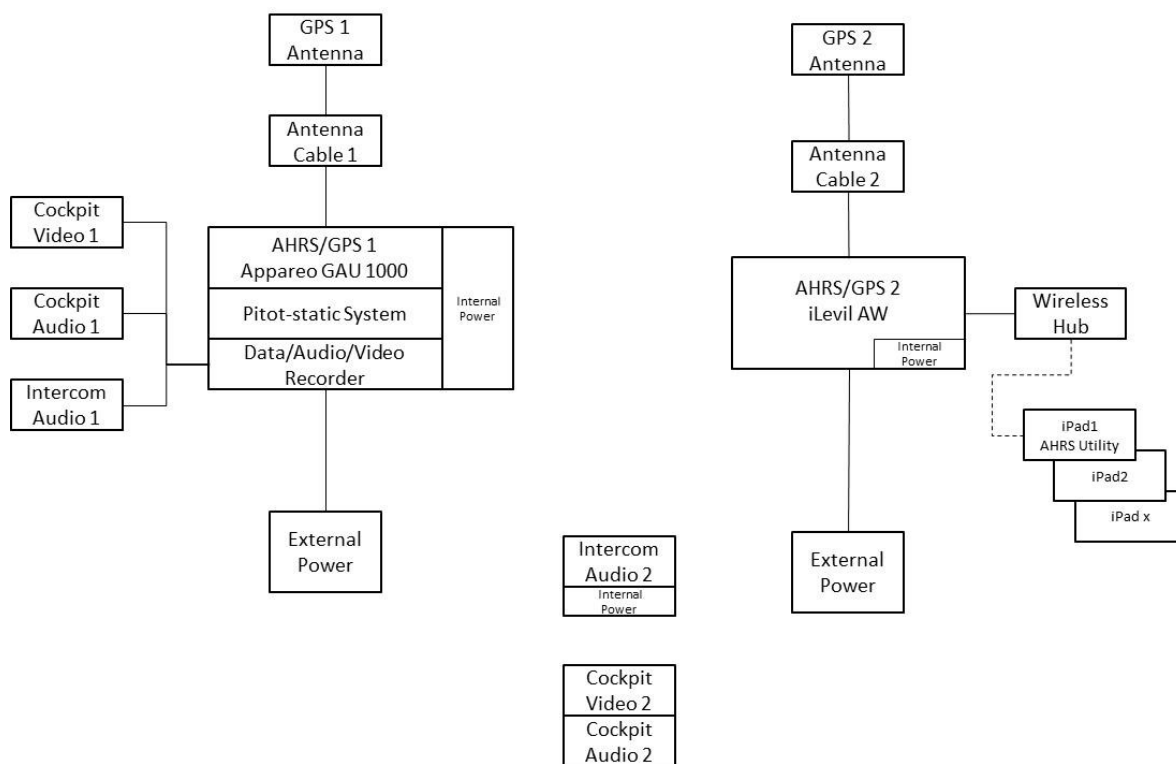 GPS 1
Antenna
Antenna
Cable 1
Cockpit
Video 1
Cockpit
Audio 1
Intercom
Audio 1
AHRS/GPS 1
Appareo GAU 1000
Pitot-static System
Data/Audio/Video
Recorder
Internal
Power
External
Power
GPS 2
Antenna
Antenna
Cable 2
AHRS/GPS 2
iLevil AW
Internal
Power
Wireless
Hub
iPad1
AHRS Utility
iPad2
iPad x
External
Power
Intercom
Audio 2
Internal
Power
Cockpit
Video 2
Cockpit
Audio 2